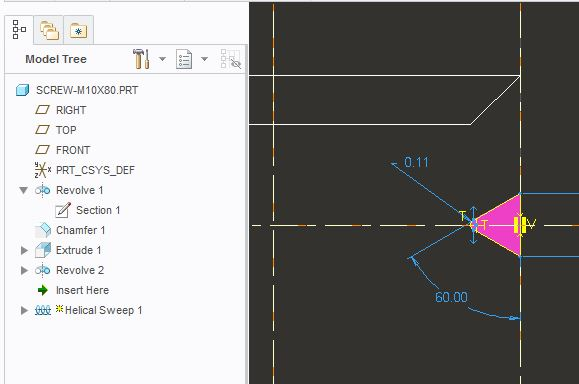 Model Tree
SCREW-M10X80.PRT
RIGHT
TOP
FRONT
PRT_CSYS_DEF
Revolve 1
Section 1
Chamfer 1
Extrude 1
Revolve 2
Insert Here
Helical Sweep 1
0.11
T
T
V
60.00